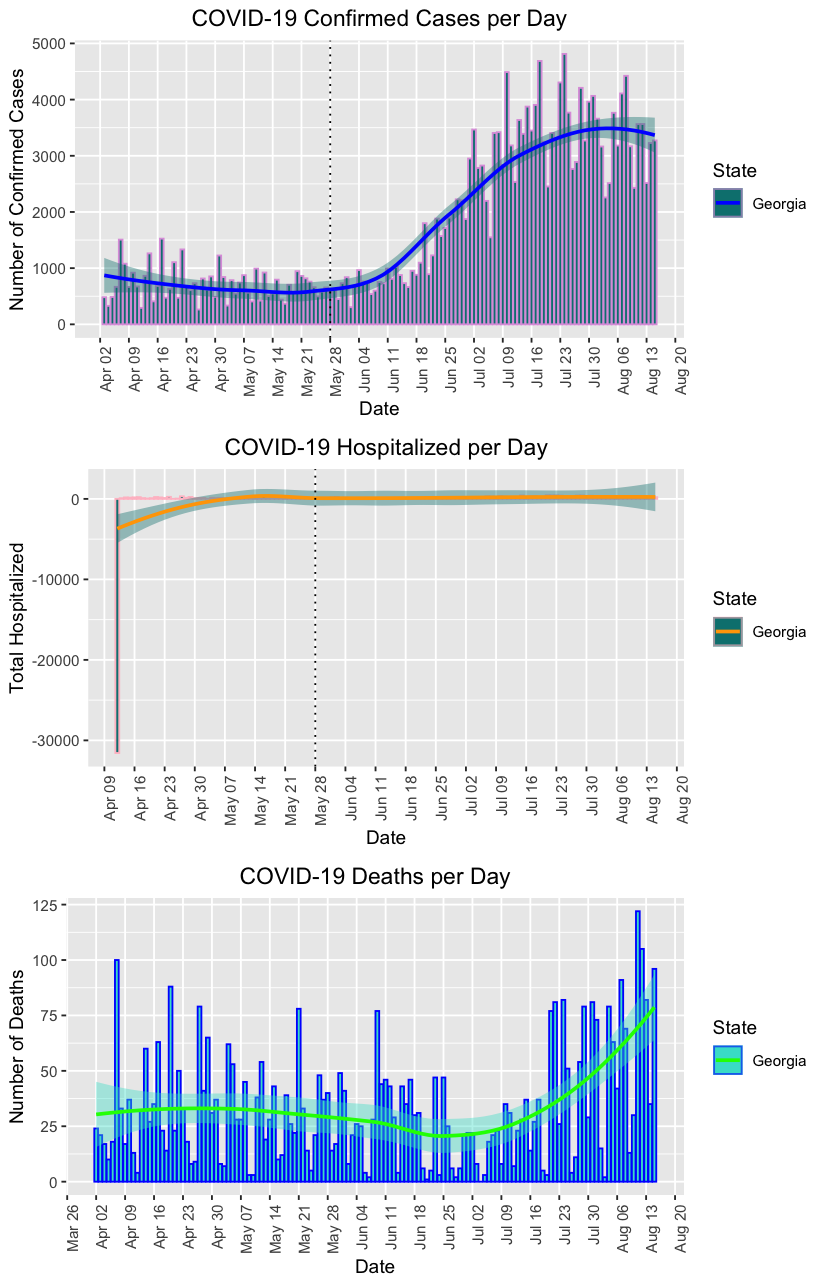 COVID-19 Confirmed Cases per Day
Number of Confirmed Cases
5000
4000
3000
2000
1000
0
Apr 02
Apr 09
Apr 16
Apr 23
Apr 30
May 07
May 14
May 21
May 28
Jun 04
Jun 11
Jun 18
Jun 25
Jul 02
Jul 09
Jul 16
Jul 23
Jul 30
Aug 06
Aug 13
Aug 20
Date
State
Georgia
COVID-19 Hospitalized per Day
Total Hospitalized
0
-10000
-20000
-30000
Apr 09
Apr 16
Apr 23
Apr 30
May 07
May 14
May 21
May 28
Jun 04
Jun 11
Jun 18
Jun 25
Jul 02
Jul 09
Jul 16
Jul 23
Jul 30
Aug 06
Aug 13
Aug 20
Date
State
Georgia
COVID-19 Deaths per Day
Number of Deaths
125
100
75
50
25
0
Mar 26
Apr 02
Apr 09
Apr 16
Apr 23
Apr 30
May 07
May 14
May 21
May 28
Jun 04
Jun 11
Jun 18
Jun 25
Jul 02
Jul 09
Jul 16
Jul 23
Jul 30
Aug 06
Aug 13
Aug 20
Date
State
Georgia